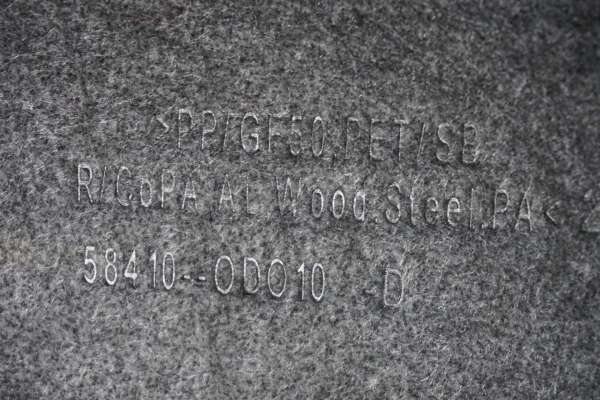 >PP/GF50,PET/SB
R/CoPA,AL,Wood,Steel,PA<
58410--0D010 D